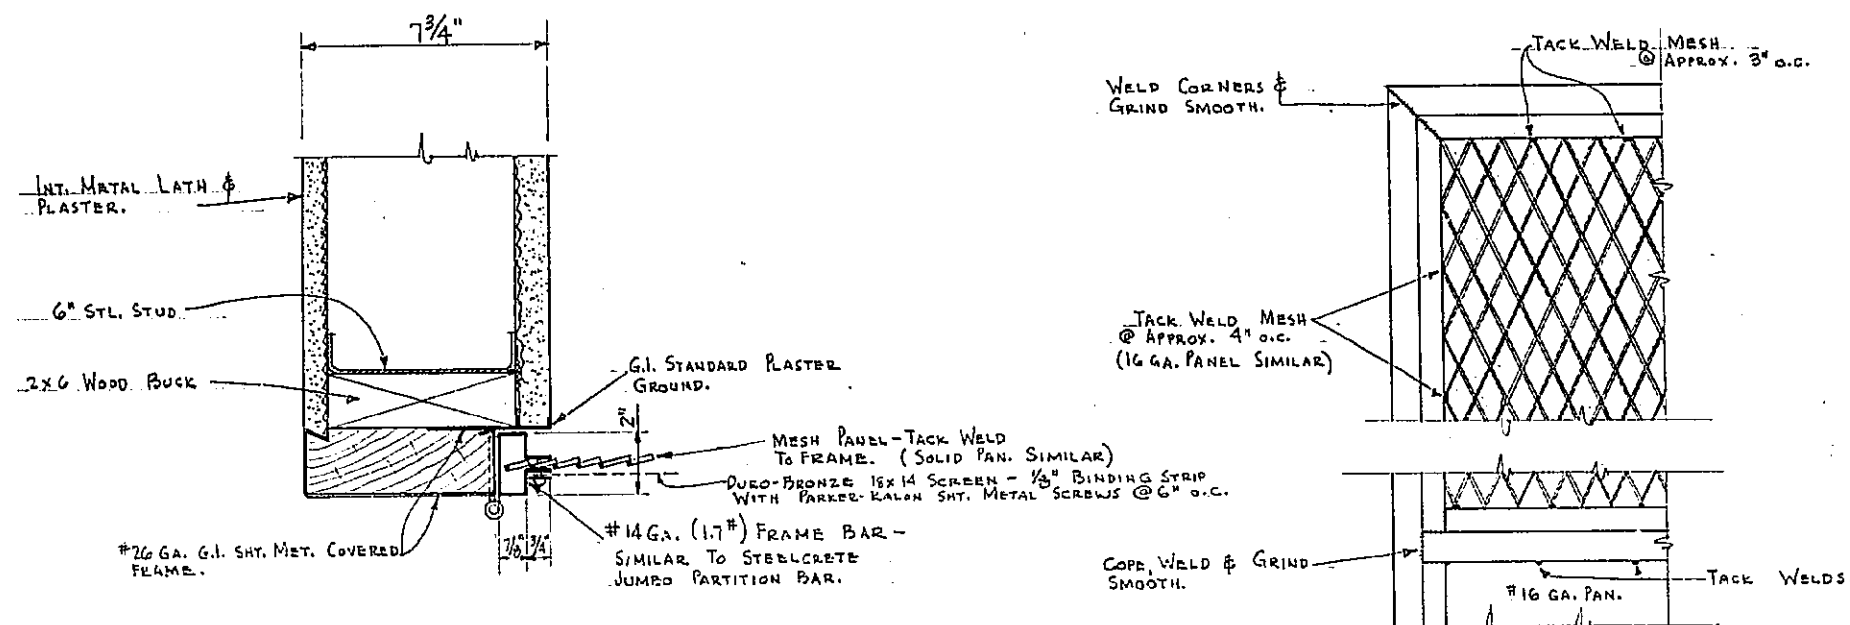 7 3/4"
INT. METAL LATH &
PLASTER.
6" STL. STUD
2x6 WOOD BUCK
G.I. STANDARD PLASTER
GROUND.
2"
MESH PANEL-TACK WELD
TO FRAME. (SOLID PAN. SIMILAR)
DURO-BRONZE 18x14 SCREEN - 1/8" BINDING STRIP
WITH PARKER-KALON SHT. METAL SCREWS @ 6" O.C.
#14 GA. (1.7#) FRAME BAR -
SIMILAR TO STEELCRETE
JUMBO PARTITION BAR.
7/8" 3/4"
#26 GA. G.I. SHT. MET. COVERED
FRAME.
TACK WELD MESH
@ APPROX. 3" O.C.
WELD CORNERS &
GRIND SMOOTH.
TACK WELD MESH
@ APPROX. 4" O.C.
(16 GA. PANEL SIMILAR)
COPE, WELD & GRIND
SMOOTH.
TACK WELDS
#16 GA. PAN.